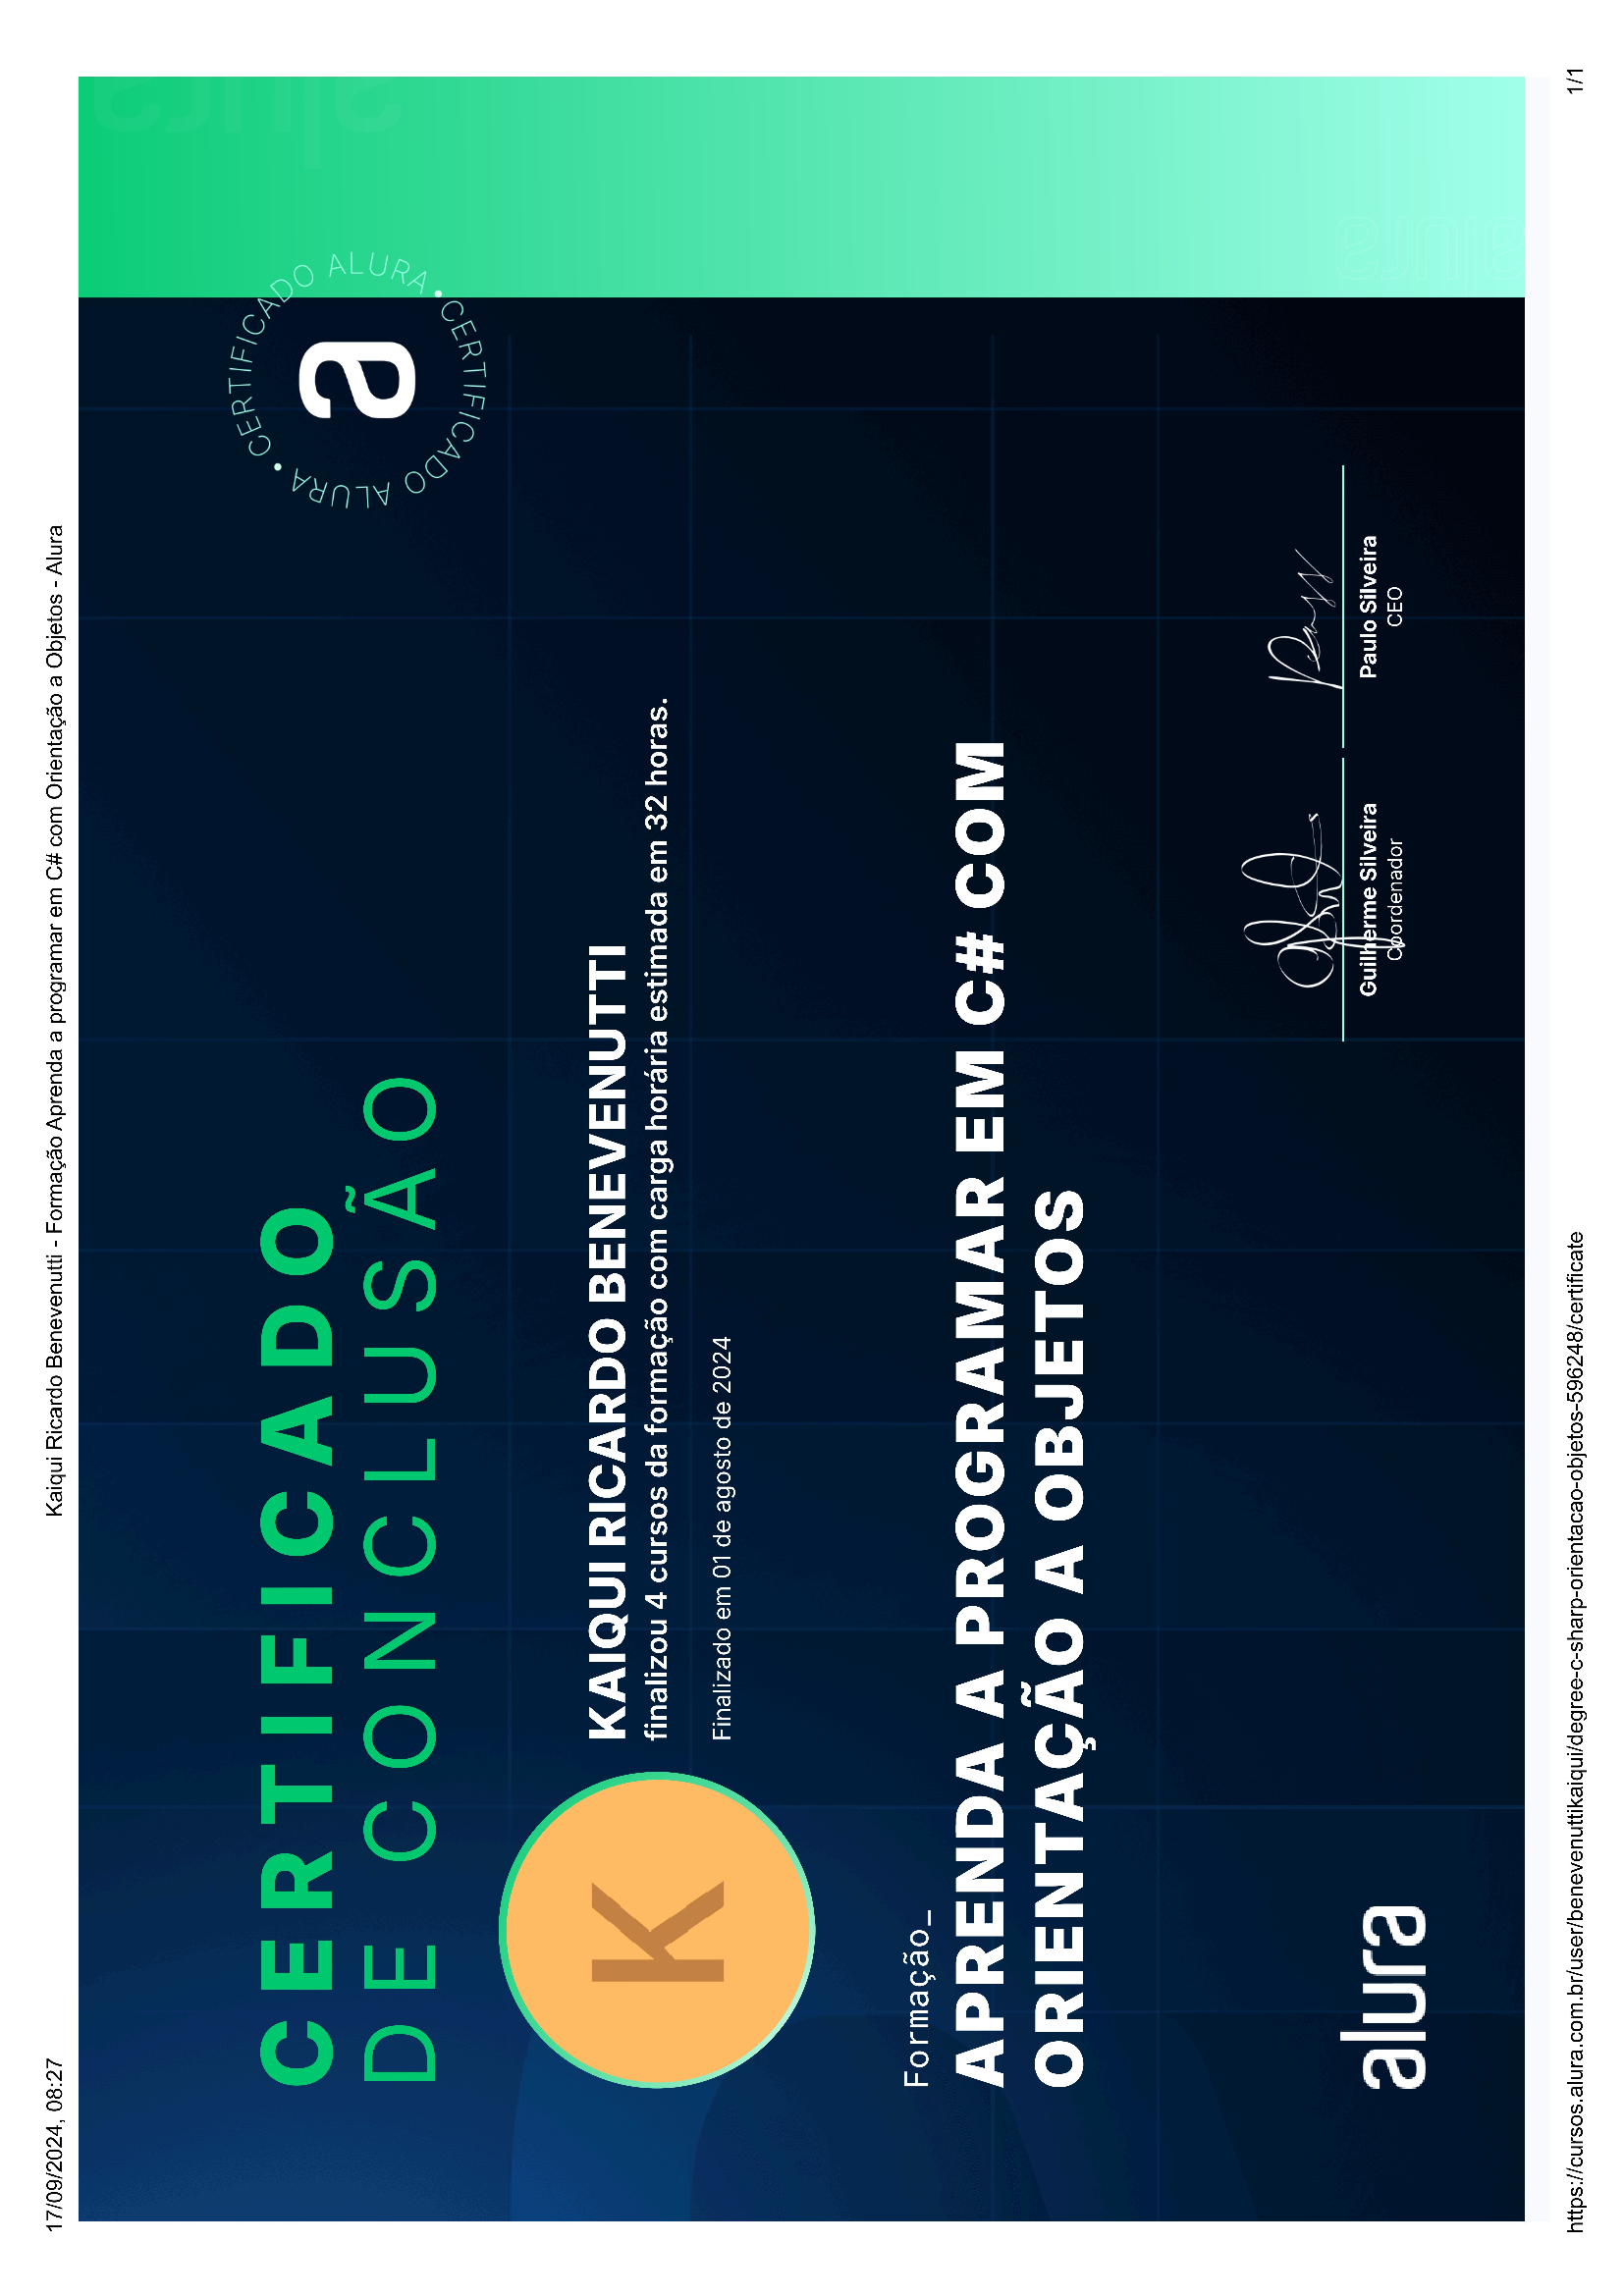 17/09/2024, 08:27
Kaiqui Ricardo Benevenutti - Formação Aprenda a programar em C# com Orientação a Objetos - Alura
alura
CERTIFICADO
DE CONCLUSÃO
CERTIFICADO ALURA • CERTIFICADO ALURA •
a
K
KAIQUI RICARDO BENEVENUTTI
finalizou 4 cursos da formação com carga horária estimada em 32 horas.
Finalizado em 01 de agosto de 2024
Formação_
APRENDA A PROGRAMAR EM C# COM
ORIENTAÇÃO A OBJETOS
alura
Guilherme Silveira
Coordenador
Paulo Silveira
CEO
alura
https://cursos.alura.com.br/user/benevenuttikaiqui/degree-c-sharp-orientacao-objetos-596248/certificate
1/1